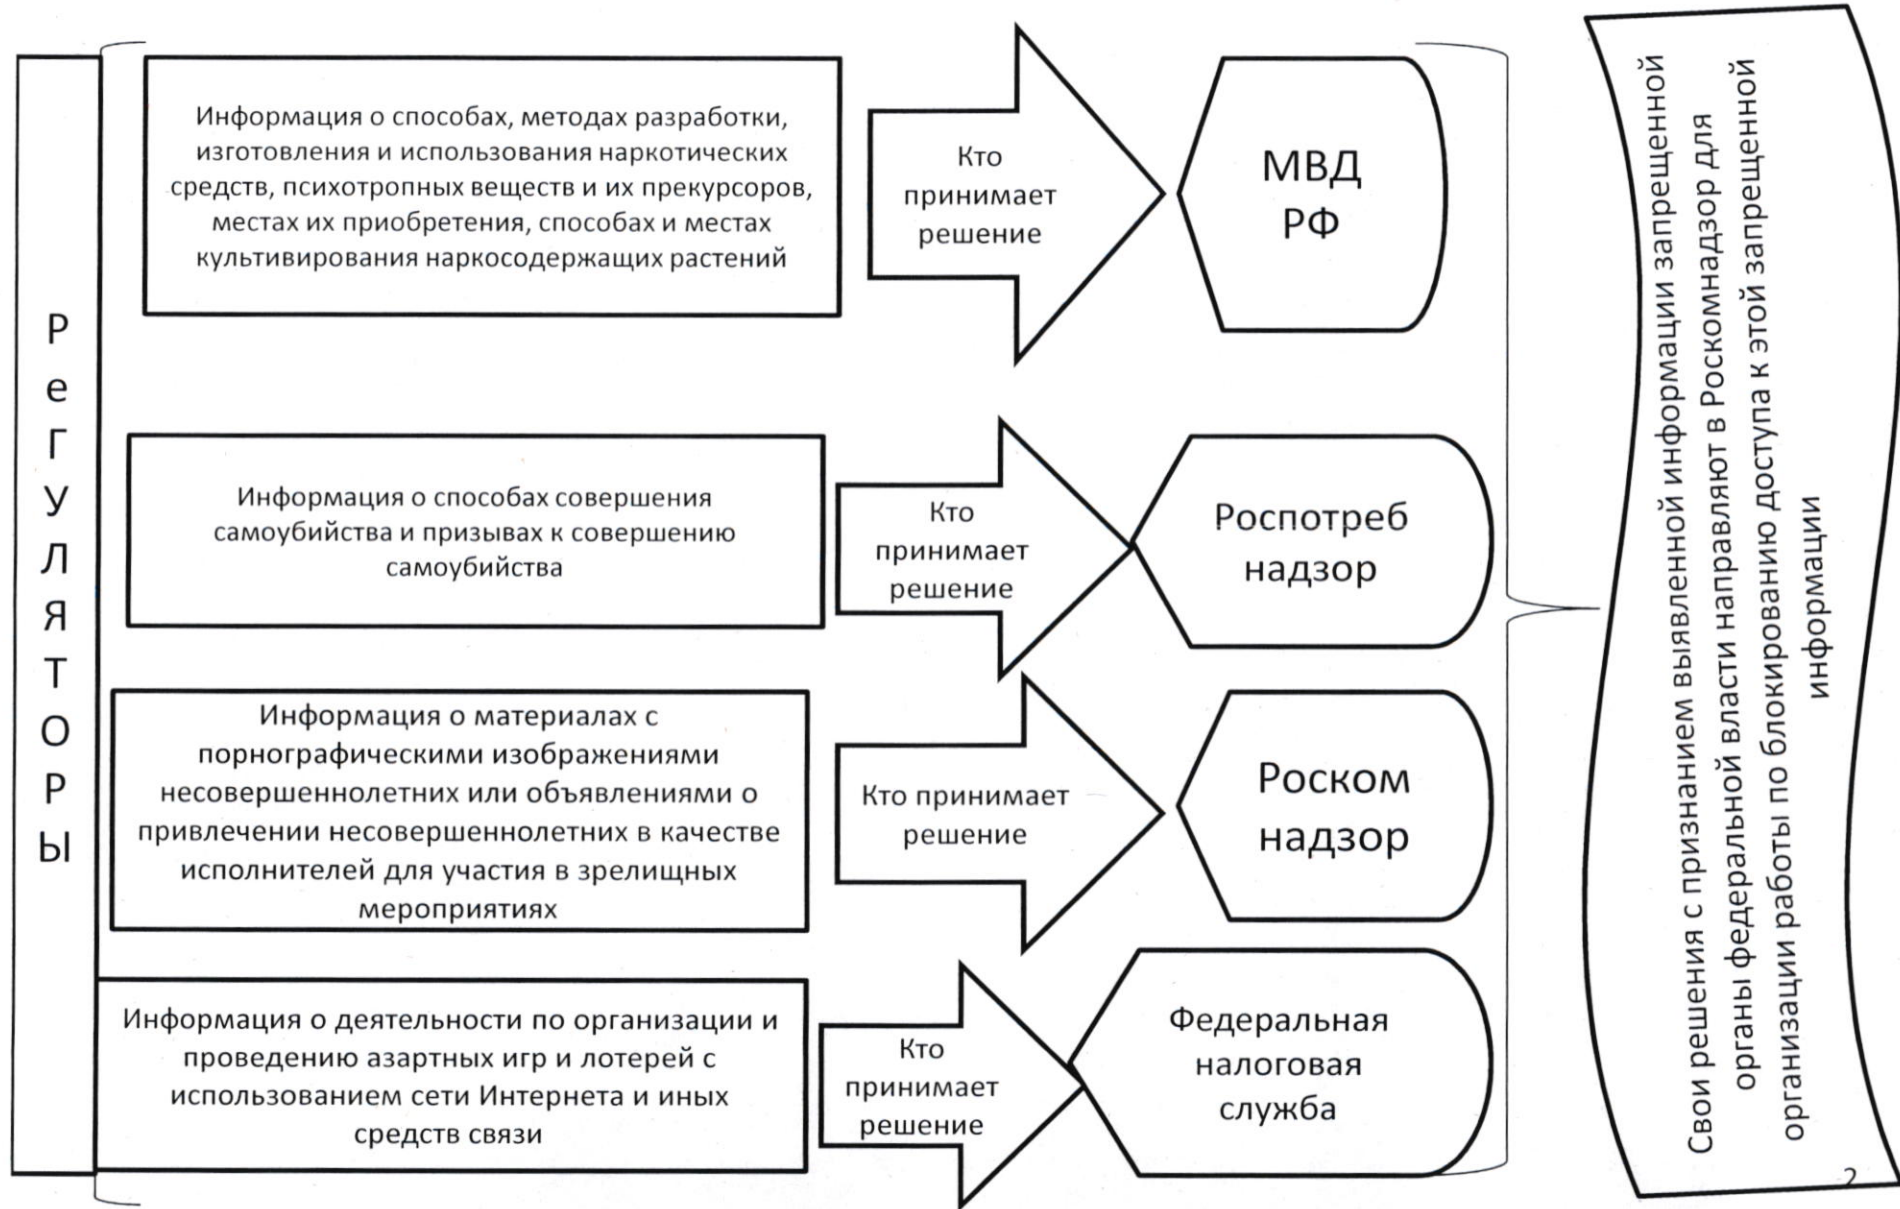 Регуляторы
Информация о способах, методах разработки,
изготовления и использования наркотических
средств, психотропных веществ и их прекурсоров,
местах их приобретения, способах и местах
культивирования наркосодержащих растений
Кто
принимает
решение
МВД
РФ
Информация о способах совершения
самоубийства и призывах к совершению
самоубийства
Кто
принимает
решение
Роспотреб
надзор
Информация о материалах с
порнографическими изображениями
несовершеннолетних или объявлениями о
привлечении несовершеннолетних в качестве
исполнителей для участия в зрелищных
мероприятиях
Кто принимает
решение
Роском
надзор
Информация о деятельности по организации и
проведению азартных игр и лотерей с
использованием сети Интернета и иных
средств связи
Кто
принимает
решение
Федеральная
налоговая
служба
Свои решения с признанием выявленной информации запрещенной
органы федеральной власти направляют в Роскомнадзор для
организации работы по блокированию доступа к этой запрещенной
информации
2